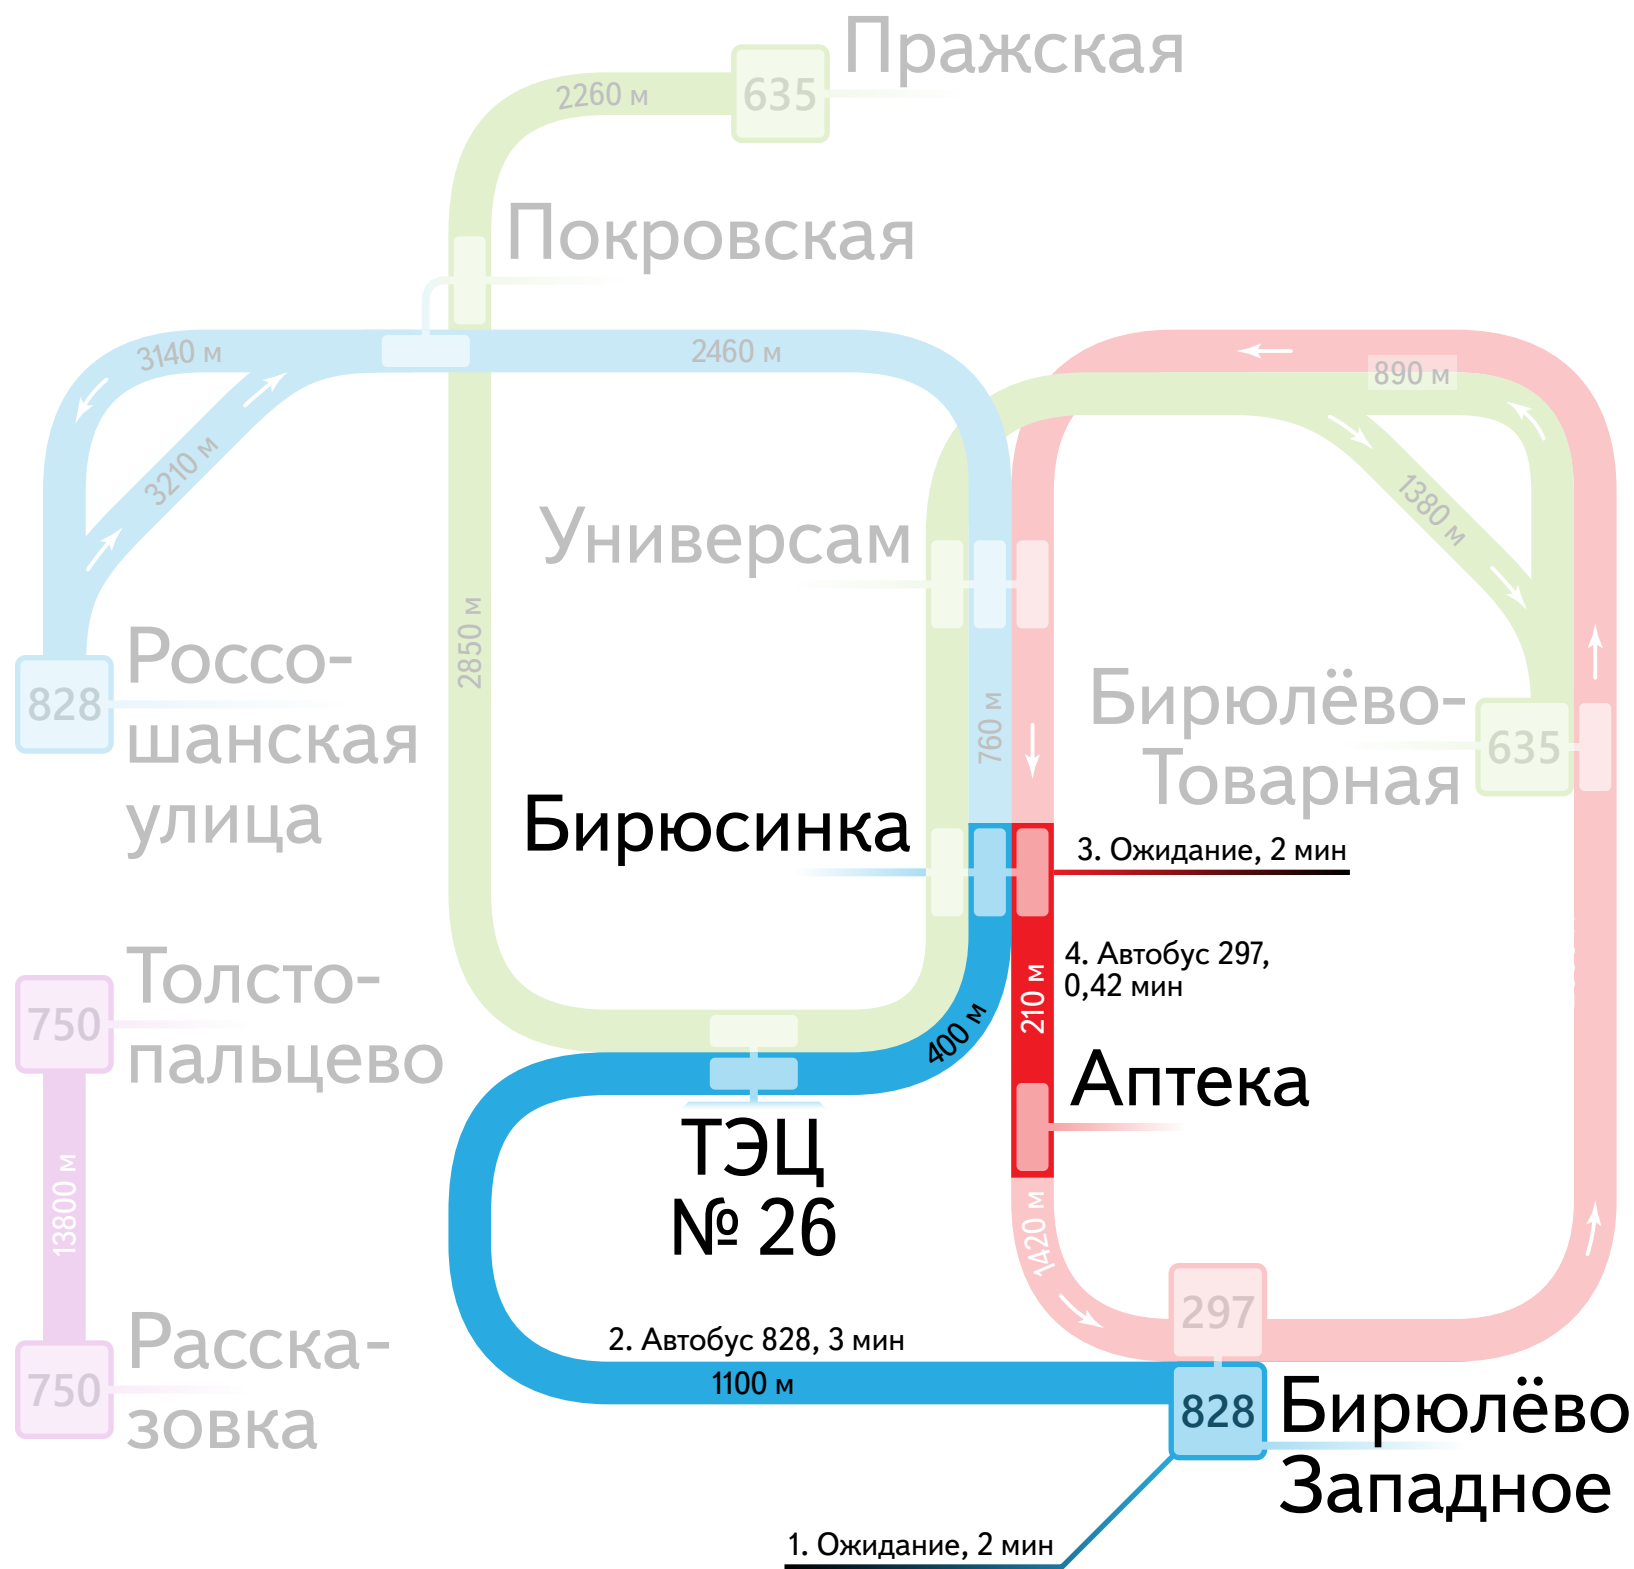 Пражская
635
2260 м
Покровская
3140 м
2460 м
890 м
3210 м
1380 м
Универсам
2850 м
Россо-
шанская
улица
828
760 м
Бирюлёво-
Товарная
635
Бирюсинка
3. Ожидание, 2 мин
4. Автобус 297,
0,42 мин
210 м
400 м
Толсто-
пальцево
750
Аптека
ТЭЦ
№ 26
13800 м
1420 м
297
Расска-
зовка
750
2. Автобус 828, 3 мин
1100 м
828
Бирюлёво
Западное
1. Ожидание, 2 мин